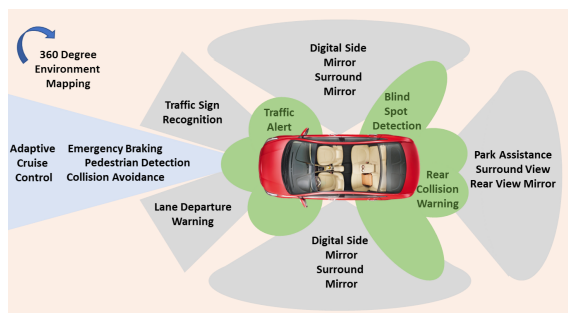 360 Degree
Environment
Mapping
Digital Side
Mirror
Surround
Mirror
Traffic Sign
Recognition
Traffic
Alert
Blind
Spot
Detection
Adaptive
Cruise
Control
Emergency Braking
Pedestrian Detection
Collision Avoidance
Park Assistance
Surround View
Rear View Mirror
Rear
Collision
Warning
Lane Departure
Warning
Digital Side
Mirror
Surround
Mirror